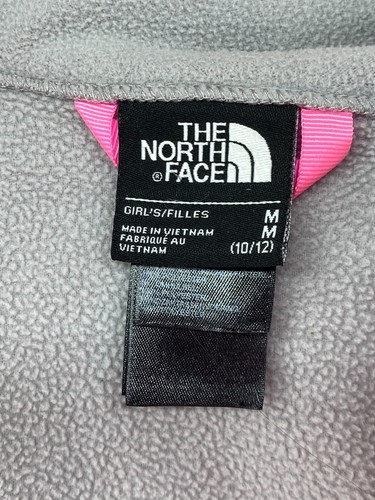 THE
NORTH
® FACE
GIRL'S/FILLES M
MADE IN VIETNAM M
FABRIQUÉ AU
VIETNAM (10/12)